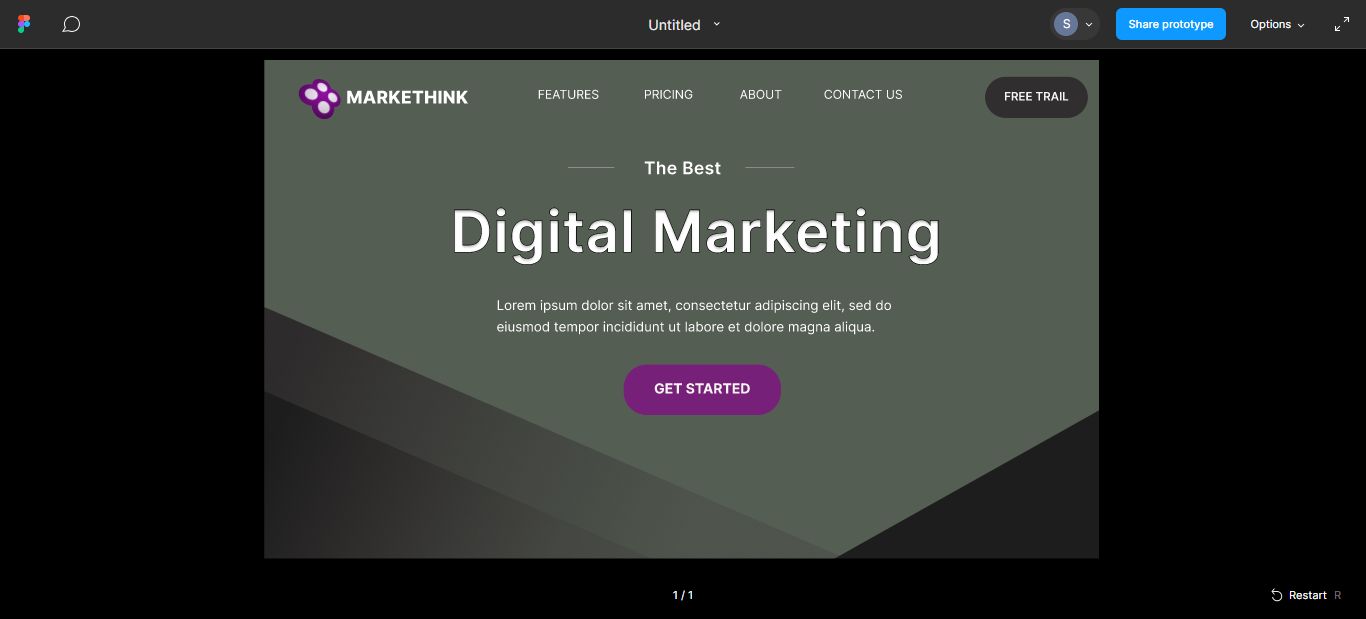 Untitled
S
Share prototype
Options
MARKETHINK
FEATURES PRICING ABOUT CONTACT US
FREE TRAIL
The Best
Digital Marketing
Lorem ipsum dolor sit amet, consectetur adipiscing elit, sed do
eiusmod tempor incididunt ut labore et dolore magna aliqua.
GET STARTED
1 / 1
Restart R